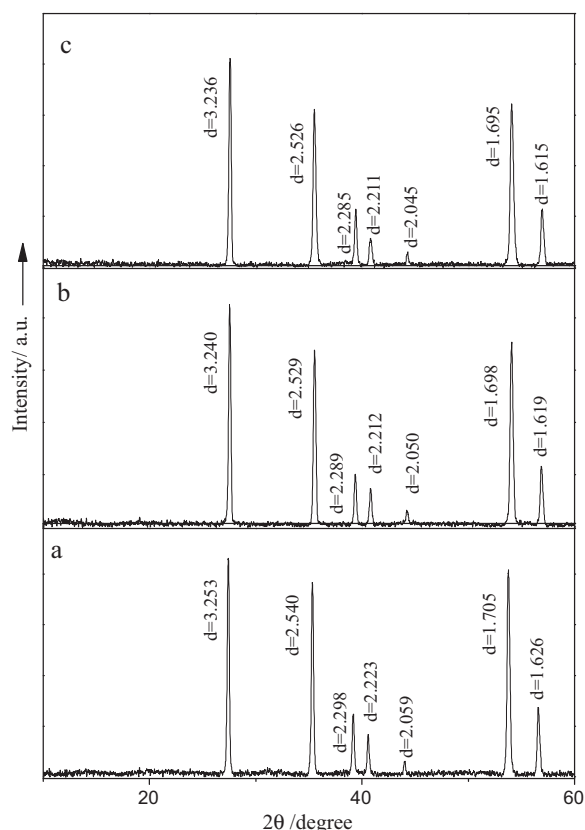 c
d=3.236
d=2.526
d=2.285
d=2.211
d=2.045
d=1.695
d=1.615
Intensity/ a.u.
b
d=3.240
d=2.529
d=2.289
d=2.212
d=2.050
d=1.698
d=1.619
a
d=3.253
d=2.540
d=2.298
d=2.223
d=2.059
d=1.705
d=1.626
20
40
60
2θ /degree